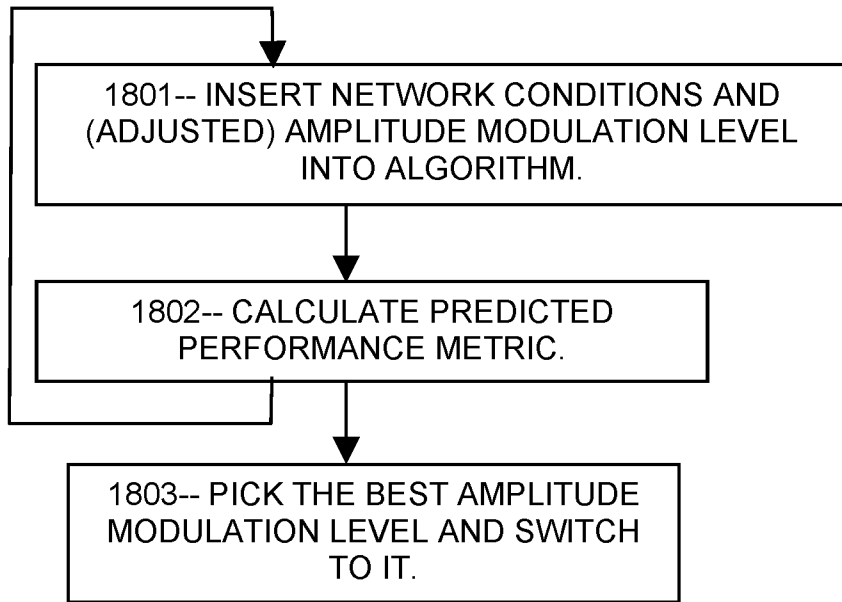 1801-- INSERT NETWORK CONDITIONS AND
(ADJUSTED) AMPLITUDE MODULATION LEVEL
INTO ALGORITHM.
1802-- CALCULATE PREDICTED
PERFORMANCE METRIC.
1803-- PICK THE BEST AMPLITUDE
MODULATION LEVEL AND SWITCH
TO IT.